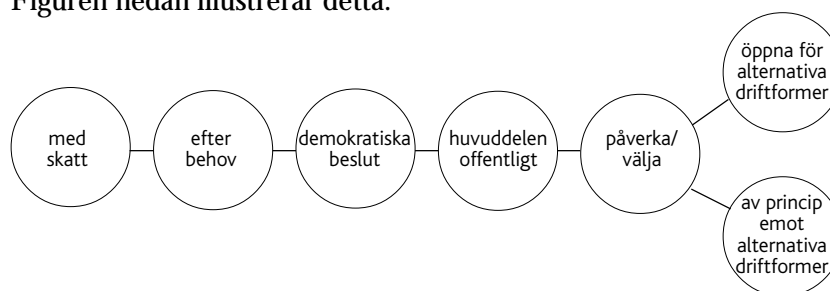 Figuren nedan illustrerar detta.
med
skatt
efter
behov
demokratiska
beslut
huvuddelen
offentligt
påverka/
välja
öppna för
alternativa
driftformer
av princip
emot
alternativa
driftformer